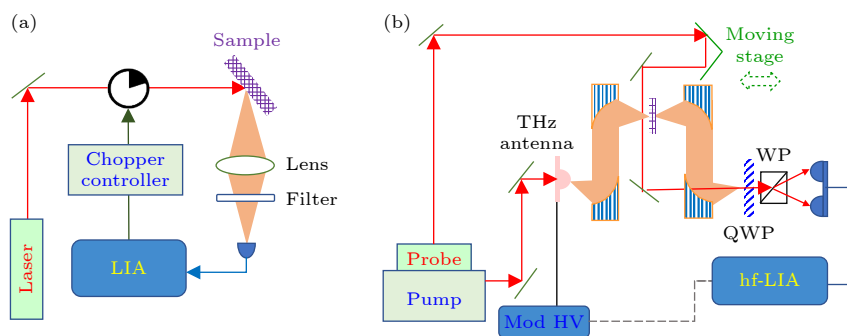 (a)
Sample
Lens
Filter
Chopper
controller
LIA
Laser
(b)
Moving
stage
THz
antenna
WP
QWP
Probe
Pump
Mod HV
hf-LIA